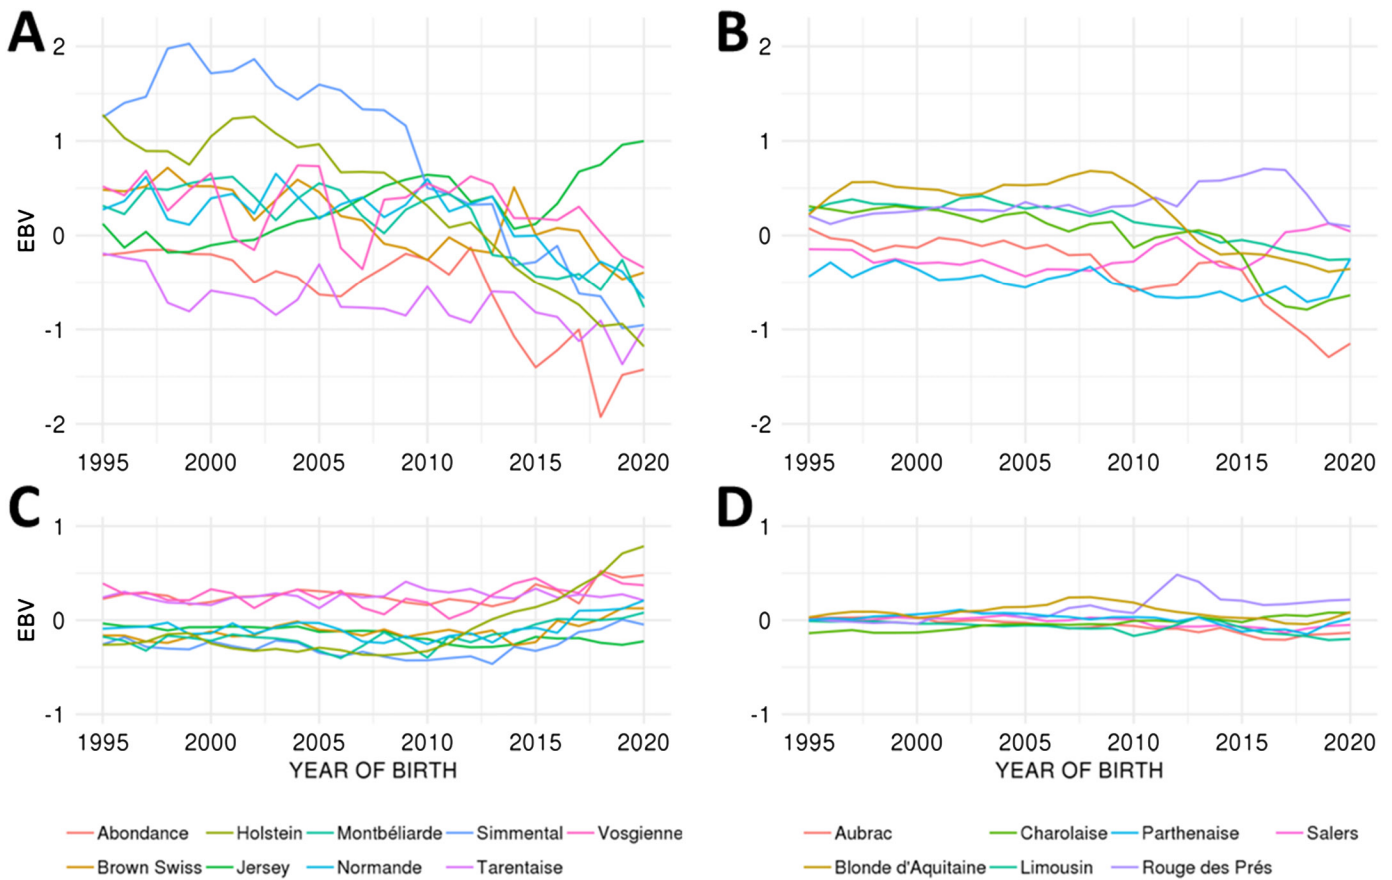 A
B
2
1
0
-1
-2
EBV
1995 2000 2005 2010 2015 2020
2
1
0
-1
-2
1995 2000 2005 2010 2015 2020
C
D
1
0
-1
EBV
1995 2000 2005 2010 2015 2020
YEAR OF BIRTH
1
0
-1
1995 2000 2005 2010 2015 2020
YEAR OF BIRTH
Abondance Holstein Montbéliarde Simmental Vosgienne
Brown Swiss Jersey Normande Tarentaise
Aubrac Charolaise Parthenaise Salers
Blonde d'Aquitaine Limousin Rouge des Prés